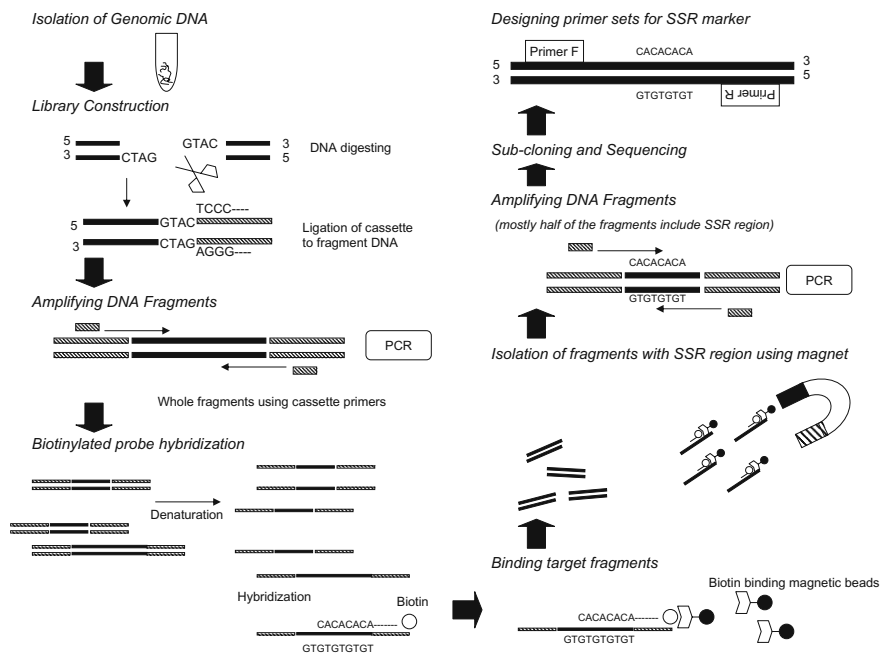 Isolation of Genomic DNA
Library Construction
5
3
CTAG
GTAC
3
5
DNA digesting
TCCC----
5
GTAC
3
CTAG
AGGG----
Ligation of cassette
to fragment DNA
Amplifying DNA Fragments
PCR
Whole fragments using cassette primers
Biotinylated probe hybridization
Denaturation
Hybridization
Biotin
CACACACA------
GTGTGTGTGT
Designing primer sets for SSR marker
Primer F
CACACACA
5
3
3
5
GTGTGTGT
Primer R
Sub-cloning and Sequencing
Amplifying DNA Fragments
(mostly half of the fragments include SSR region)
CACACACA
GTGTGTGT
PCR
Isolation of fragments with SSR region using magnet
Binding target fragments
Biotin binding magnetic beads
CACACACA-------
GTGTGTGTGT